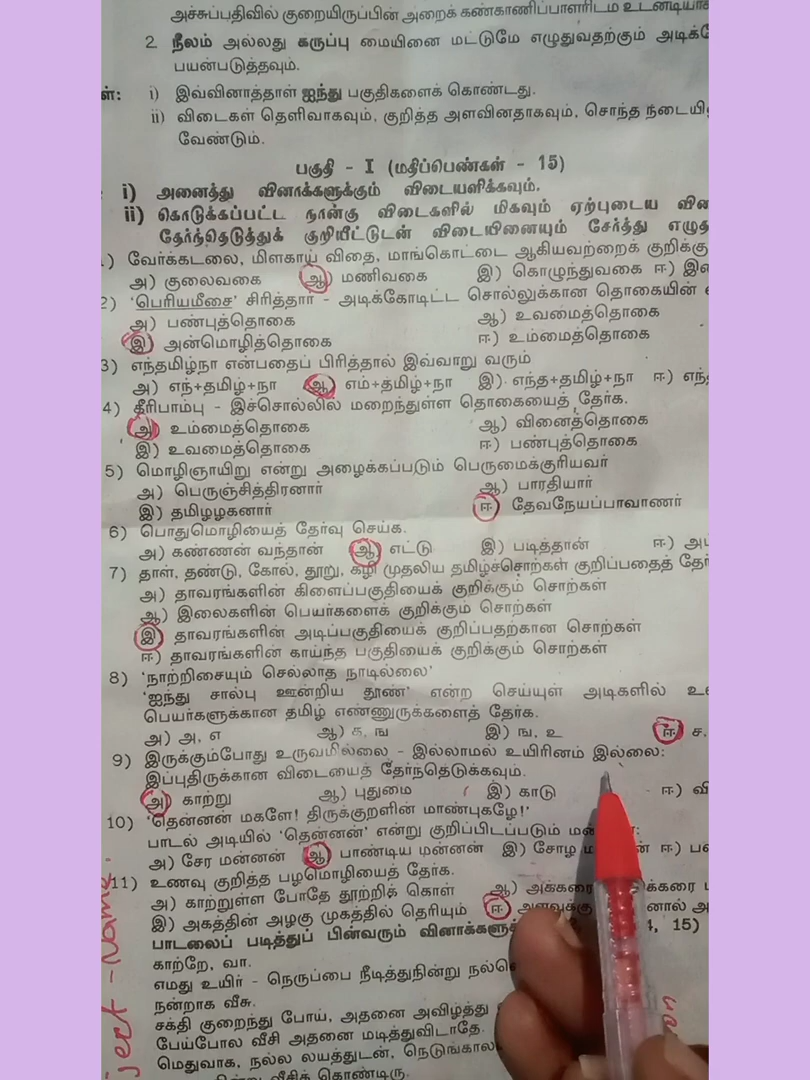 அச்சுப்பதிவில் குறையிருப்பின் அறைக் கண்காணிப்பாளரிடம்
2. நீலம் அல்லது கருப்பு மையினை மட்டுமே எழுதுவதற்கும்
பயன்படுத்தவும்.
i) இவ்வினாத்தாள் ஐந்து பகுதிகளைக் கொண்டது.
ii) விடைகள் தெளிவாகவும், குறித்த அளவினதாகவும், சொந்த
வேண்டும்.
பகுதி - I (மதிப்பெண்கள் - 15)
i) அனைத்து வினாக்களுக்கும் விடையளிக்கவும்.
ii) கொடுக்கப்பட்ட நான்கு விடைகளில் மிகவும் ஏற்புடைய
தேர்ந்தெடுத்துக் குறியீட்டுடன் விடையினையும் சேர்த்து
1) வேர்க்கடலை, மிளகாய் விதை, மாங்கொட்டை ஆகியவற்றைக்
அ) குலைவகை ஆ) மணிவகை இ) கொழுந்துவகை ஈ)
2) 'பெரியமீசை' சிரித்தார் - அடிக்கோடிட்ட சொல்லுக்கான தொகையின்
அ) பண்புத்தொகை ஆ) உவமைத்தொகை
இ) அன்மொழித்தொகை ஈ) உம்மைத்தொகை
3) எந்தமிழ்நா என்பதைப் பிரித்தால் இவ்வாறு வரும்
அ) எந்+தமிழ்+நா ஆ) எம்+தமிழ்+நா இ) எந்த+தமிழ்+நா ஈ)
4) கீரிபாம்பு - இச்சொல்லில் மறைந்துள்ள தொகையைத் தேர்க.
அ) உம்மைத்தொகை ஆ) வினைத்தொகை
இ) உவமைத்தொகை ஈ) பண்புத்தொகை
5) மொழிஞாயிறு என்று அழைக்கப்படும் பெருமைக்குரியவர்
அ) பெருஞ்சித்திரனார் ஆ) பாரதியார்
இ) தமிழழகனார் ஈ) தேவநேயப்பாவாணர்
6) பொதுமொழியைத் தேர்வு செய்க.
அ) கண்ணன் வந்தான் ஆ) எட்டு இ) படித்தான் ஈ)
7) தாள், தண்டு, கோல், தூறு, கழி முதலிய தமிழ்ச்சொற்கள் குறிப்பதைத்
அ) தாவரங்களின் கிளைப்பகுதியைக் குறிக்கும் சொற்கள்
ஆ) இலைகளின் பெயர்களைக் குறிக்கும் சொற்கள்
இ) தாவரங்களின் அடிப்பகுதியைக் குறிப்பதற்கான சொற்கள்
ஈ) தாவரங்களின் காய்ந்த பகுதியைக் குறிக்கும் சொற்கள்
8) 'நாற்றிசையும் செல்லாத நாடில்லை'
'ஐந்து சால்பு ஊன்றிய தூண்' என்ற செய்யுள் அடிகளில்
பெயர்களுக்கான தமிழ் எண்ணுருக்களைத் தேர்க.
அ) அ, எ ஆ) க, ங இ) ங, உ ஈ) ச,
9) இருக்கும்போது உருவமில்லை - இல்லாமல் உயிரினம் இல்லை:
இப்புதிருக்கான விடையைத் தேர்ந்தெடுக்கவும்.
அ) காற்று ஆ) புதுமை இ) காடு ஈ)
10) 'தென்னன் மகளே! திருக்குறளின் மாண்புகழே!'
பாடல் அடியில் 'தென்னன்' என்று குறிப்பிடப்படும்
அ) சேர மன்னன் ஆ) பாண்டிய மன்னன் இ) சோழ ஈ)
11) உணவு குறித்த பழமொழியைத் தேர்க.
அ) காற்றுள்ள போதே தூற்றிக் கொள் ஆ)
இ) அகத்தின் அழகு முகத்தில் தெரியும் ஈ)
பாடலைப் படித்துப் பின்வரும் 15)
காற்றே, வா.
எமது உயிர் - நெருப்பை நீடித்துநின்று
நன்றாக வீசு.
சக்தி குறைந்து போய், அதனை அவிழ்த்து
பேய்போல வீசி அதனை மடித்துவிடாதே.
மெதுவாக, நல்ல லயத்துடன்,
கொண்டிரு.